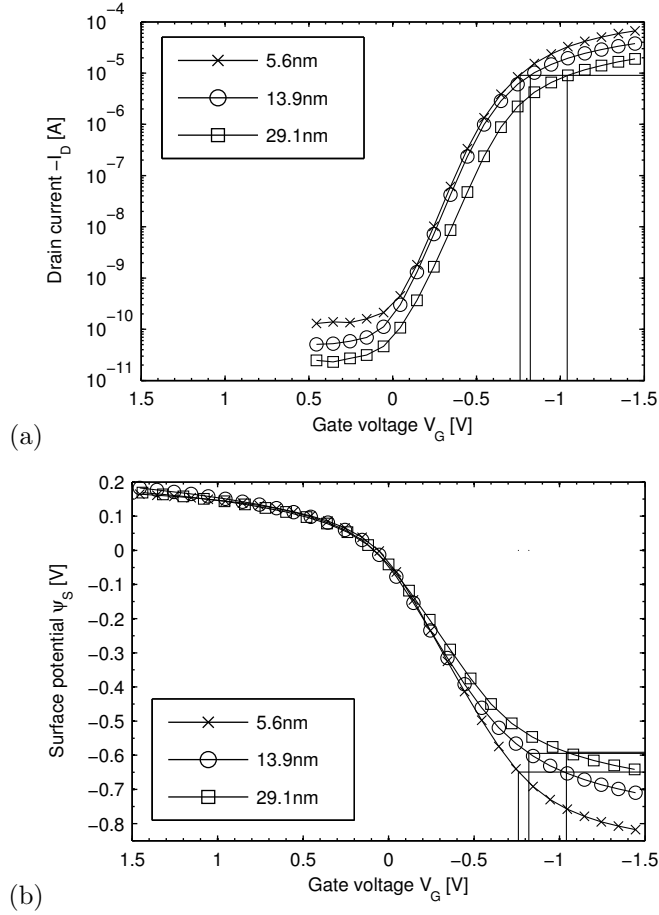 (a)
10⁻⁴
10⁻⁵
10⁻⁶
10⁻⁷
10⁻⁸
10⁻⁹
10⁻¹⁰
10⁻¹¹
Drain current −I_D [A]
5.6nm
13.9nm
29.1nm
1.5 1 0.5 0 −0.5 −1 −1.5
Gate voltage V_G [V]
(b)
0.2
0.1
0
−0.1
−0.2
−0.3
−0.4
−0.5
−0.6
−0.7
−0.8
Surface potential ψ_S [V]
5.6nm
13.9nm
29.1nm
1.5 1 0.5 0 −0.5 −1 −1.5
Gate voltage V_G [V]